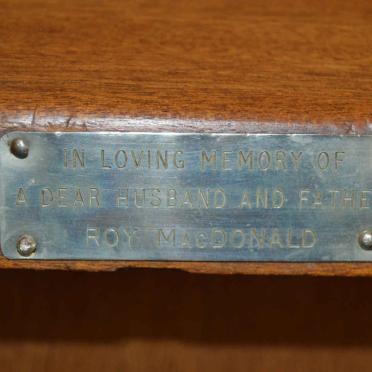 IN LOVING MEMORY OF
A DEAR HUSBAND AND FATHE
ROY MACDONALD